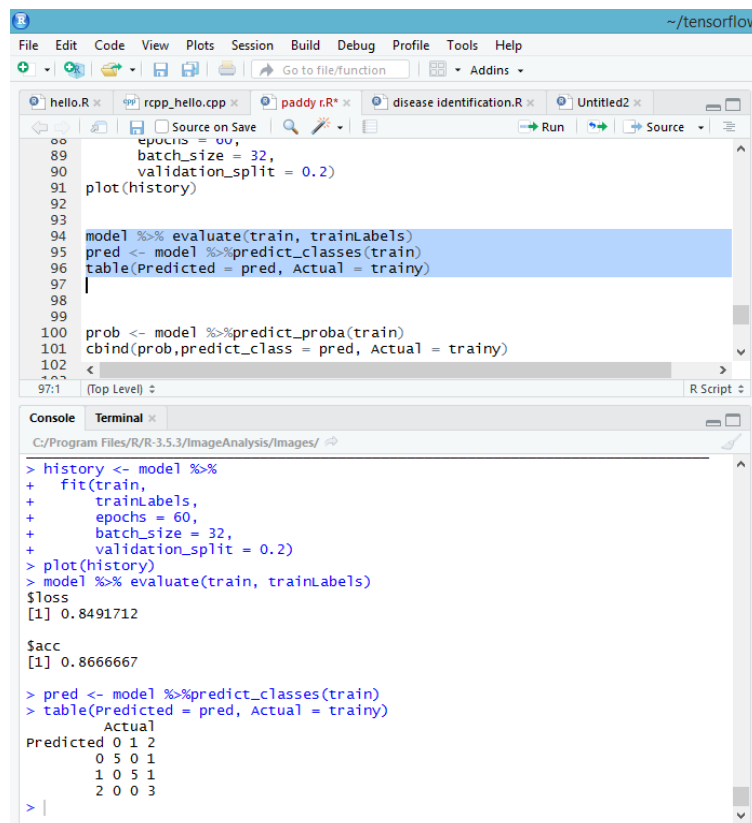 ~/tensorflow
File Edit Code View Plots Session Build Debug Profile Tools Help
Go to file/function Addins
hello.R rcpp_hello.cpp paddy r.R* disease identification.R Untitled2
Source on Save Run Source
88 epochs = 60,
89 batch_size = 32,
90 validation_split = 0.2)
91 plot(history)
92
93
94 model %>% evaluate(train, trainLabels)
95 pred <- model %>%predict_classes(train)
96 table(Predicted = pred, Actual = trainy)
97
98
99
100 prob <- model %>%predict_proba(train)
101 cbind(prob,predict_class = pred, Actual = trainy)
102
97:1 (Top Level) R Script
Console Terminal
C:/Program Files/R/R-3.5.3/ImageAnalysis/Images/
> history <- model %>%
+ fit(train,
+ trainLabels,
+ epochs = 60,
+ batch_size = 32,
+ validation_split = 0.2)
> plot(history)
> model %>% evaluate(train, trainLabels)
$loss
[1] 0.8491712
$acc
[1] 0.8666667
> pred <- model %>%predict_classes(train)
> table(Predicted = pred, Actual = trainy)
Actual
Predicted 0 1 2
0 5 0 1
1 0 5 1
2 0 0 3
>